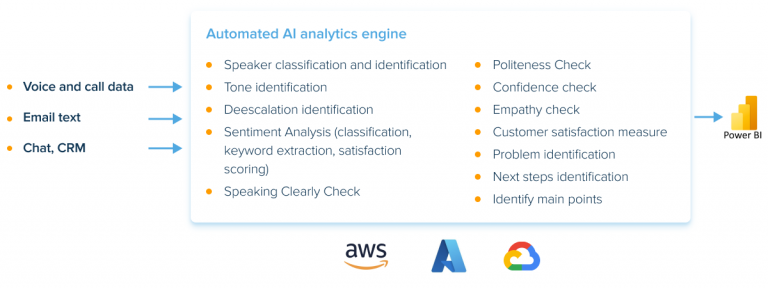 Automated AI analytics engine
Voice and call data
Email text
Chat, CRM
Speaker classification and identification
Tone identification
Deescalation identification
Sentiment Analysis (classification,
keyword extraction, satisfaction
scoring)
Speaking Clearly Check
Politeness Check
Confidence check
Empathy check
Customer satisfaction measure
Problem identification
Next steps identification
Identify main points
Power BI
aws